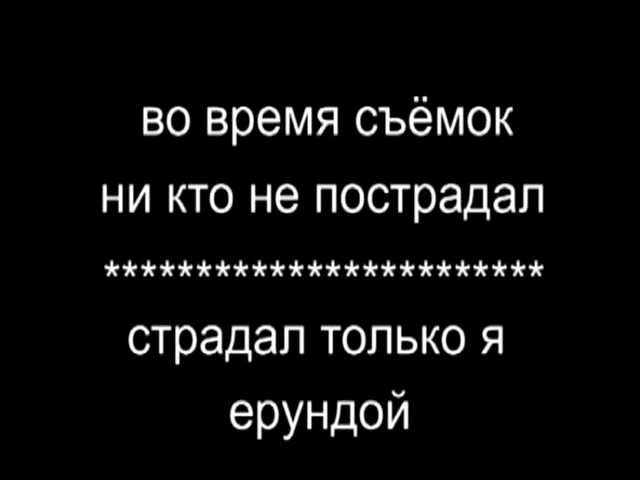 во время съёмок
ни кто не пострадал
************************
страдал только я
ерундой